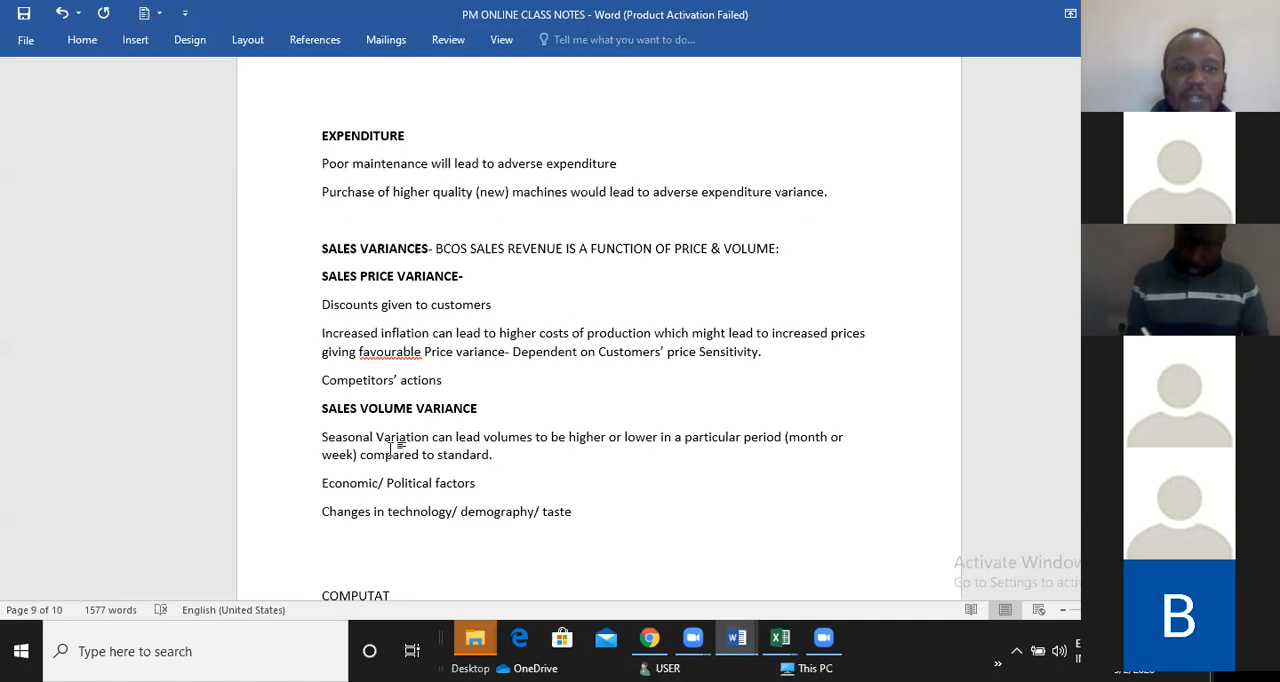 PM ONLINE CLASS NOTES - Word (Product Activation Failed)
File Home Insert Design Layout References Mailings Review View Tell me what you want to do...
EXPENDITURE
Poor maintenance will lead to adverse expenditure
Purchase of higher quality (new) machines would lead to adverse expenditure variance.
SALES VARIANCES- BCOS SALES REVENUE IS A FUNCTION OF PRICE & VOLUME:
SALES PRICE VARIANCE-
Discounts given to customers
Increased inflation can lead to higher costs of production which might lead to increased prices
giving favourable Price variance- Dependent on Customers’ price Sensitivity.
Competitors’ actions
SALES VOLUME VARIANCE
Seasonal Variation can lead volumes to be higher or lower in a particular period (month or
week) compared to standard.
Economic/ Political factors
Changes in technology/ demography/ taste
COMPUTAT
Activate Window
Go to Settings to acti
B
Page 9 of 10 1577 words English (United States)
Type here to search
Desktop OneDrive USER This PC